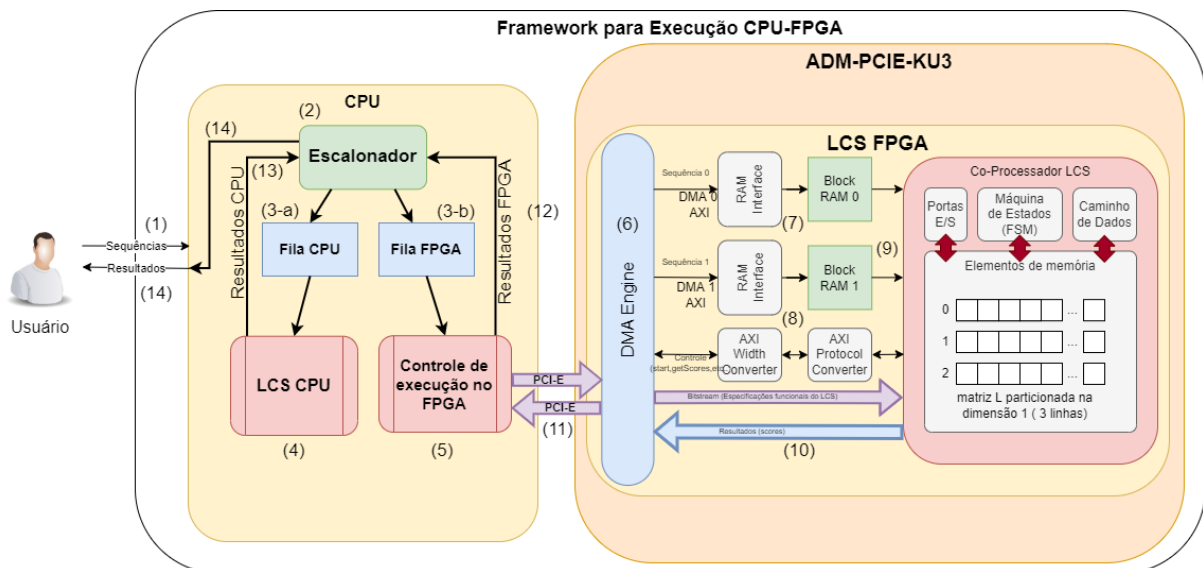 Framework para Execução CPU-FPGA
ADM-PCIE-KU3
CPU
(2)
(14)
Escalonador
(13)
Resultados CPU
Resultados FPGA
(12)
(3-a)
(3-b)
Fila CPU
Fila FPGA
(1)
Sequências
Resultados
(14)
Usuário
LCS CPU
(4)
Controle de
execução no
FPGA
(5)
PCI-E
PCI-E
(11)
LCS FPGA
(6)
DMA Engine
Sequência 0
DMA 0
AXI
RAM
Interface
(7)
Block
RAM 0
Sequência 1
DMA 1
AXI
RAM
Interface
(8)
Block
RAM 1
(9)
Controle
(start,getScores,etc
AXI
Width
Converter
AXI
Protocol
Converter
Bitstream (Especificações funcionais do LCS)
Resultados (scores)
(10)
Co-Processador LCS
Portas
E/S
Máquina
de Estados
(FSM)
Caminho
de Dados
Elementos de memória
0 ...
1 ...
2 ...
matriz L particionada na
dimensão 1 ( 3 linhas)